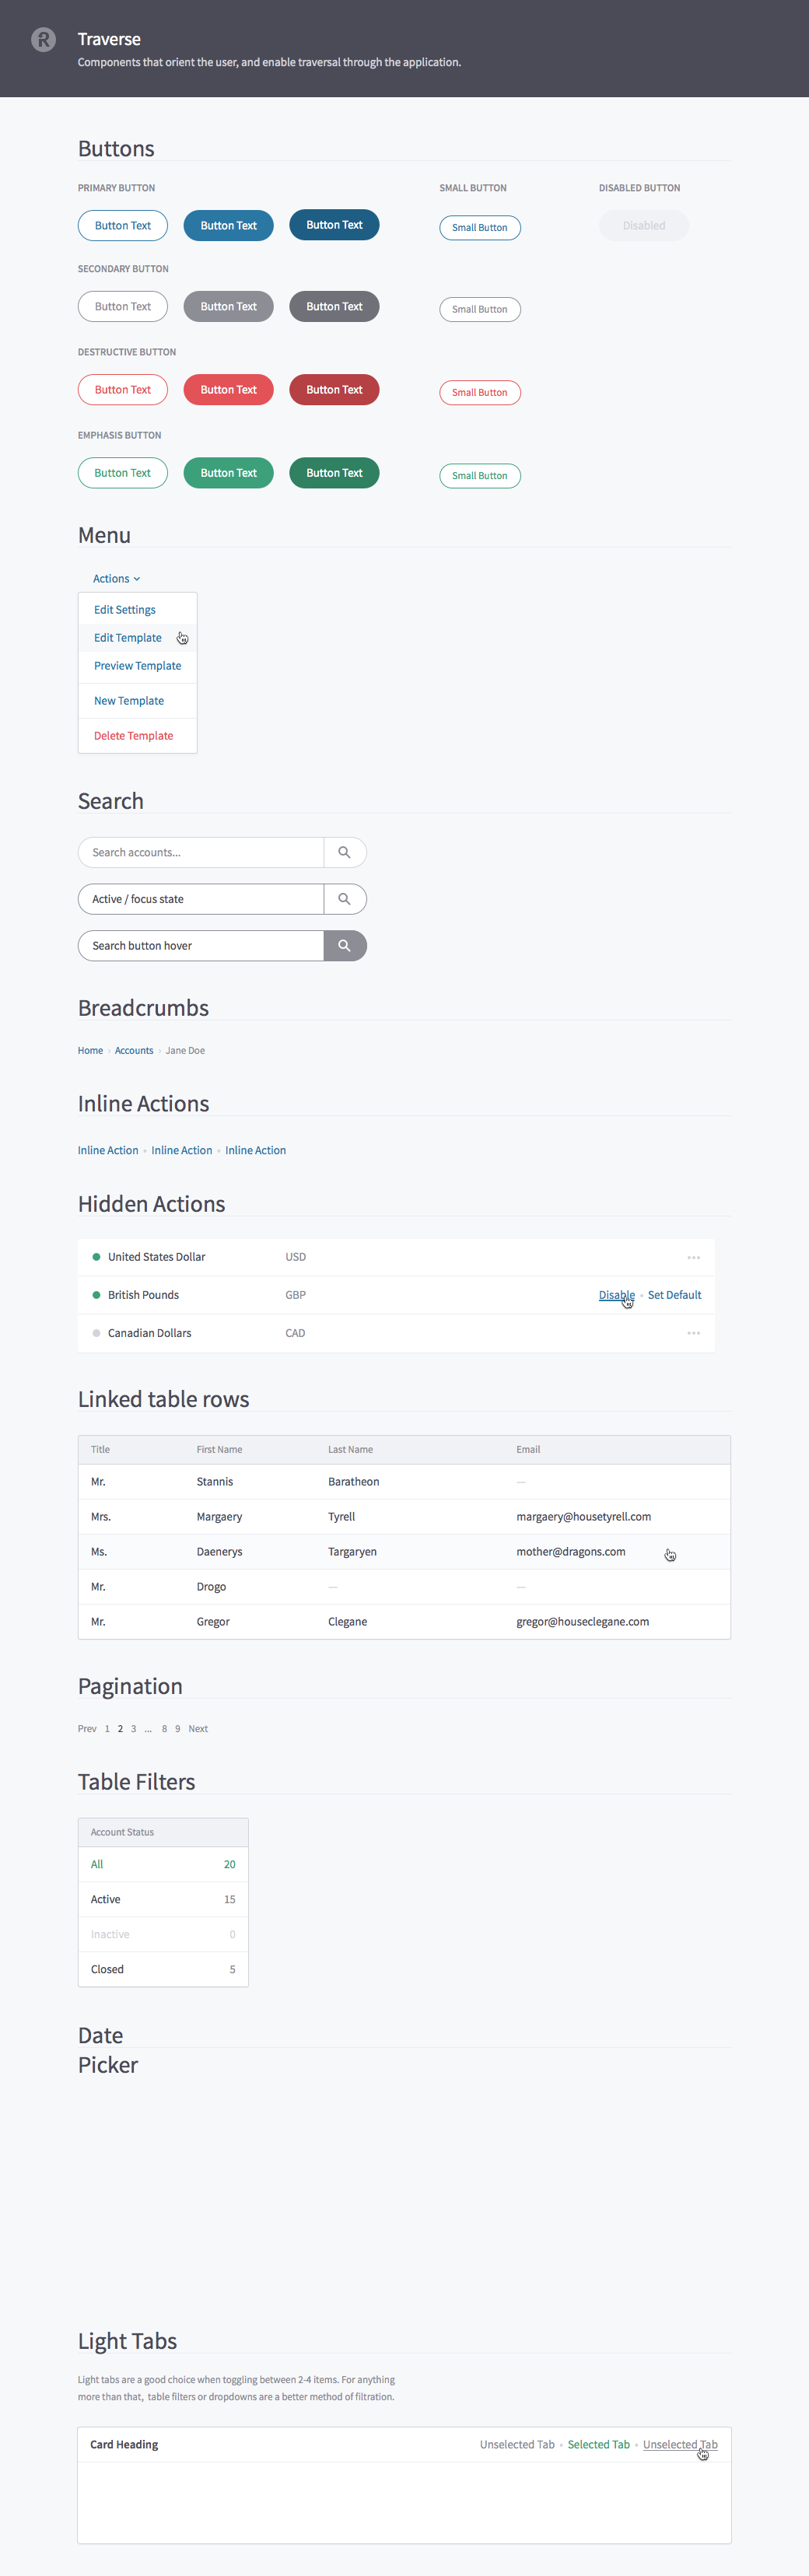 Traverse
Components that orient the user, and enable traversal through the application.
Buttons
PRIMARY BUTTON
SMALL BUTTON
DISABLED BUTTON
Button Text
Button Text
Button Text
Small Button
Disabled
SECONDARY BUTTON
Button Text
Button Text
Button Text
Small Button
DESTRUCTIVE BUTTON
Button Text
Button Text
Button Text
Small Button
EMPHASIS BUTTON
Button Text
Button Text
Button Text
Small Button
Menu
Actions
Edit Settings
Edit Template
Preview Template
New Template
Delete Template
Search
Search accounts...
Active / focus state
Search button hover
Breadcrumbs
Home › Accounts › Jane Doe
Inline Actions
Inline Action • Inline Action • Inline Action
Hidden Actions
United States Dollar USD •••
British Pounds GBP Disable • Set Default
Canadian Dollars CAD •••
Linked table rows
Title First Name Last Name Email
Mr. Stannis Baratheon —
Mrs. Margaery Tyrell margaery@housetyrell.com
Ms. Daenerys Targaryen mother@dragons.com
Mr. Drogo — —
Mr. Gregor Clegane gregor@houseclegane.com
Pagination
Prev 1 2 3 ... 8 9 Next
Table Filters
Account Status
All 20
Active 15
Inactive 0
Closed 5
Date
Picker
Light Tabs
Light tabs are a good choice when toggling between 2-4 items. For anything
more than that, table filters or dropdowns are a better method of filtration.
Card Heading
Unselected Tab • Selected Tab • Unselected Tab